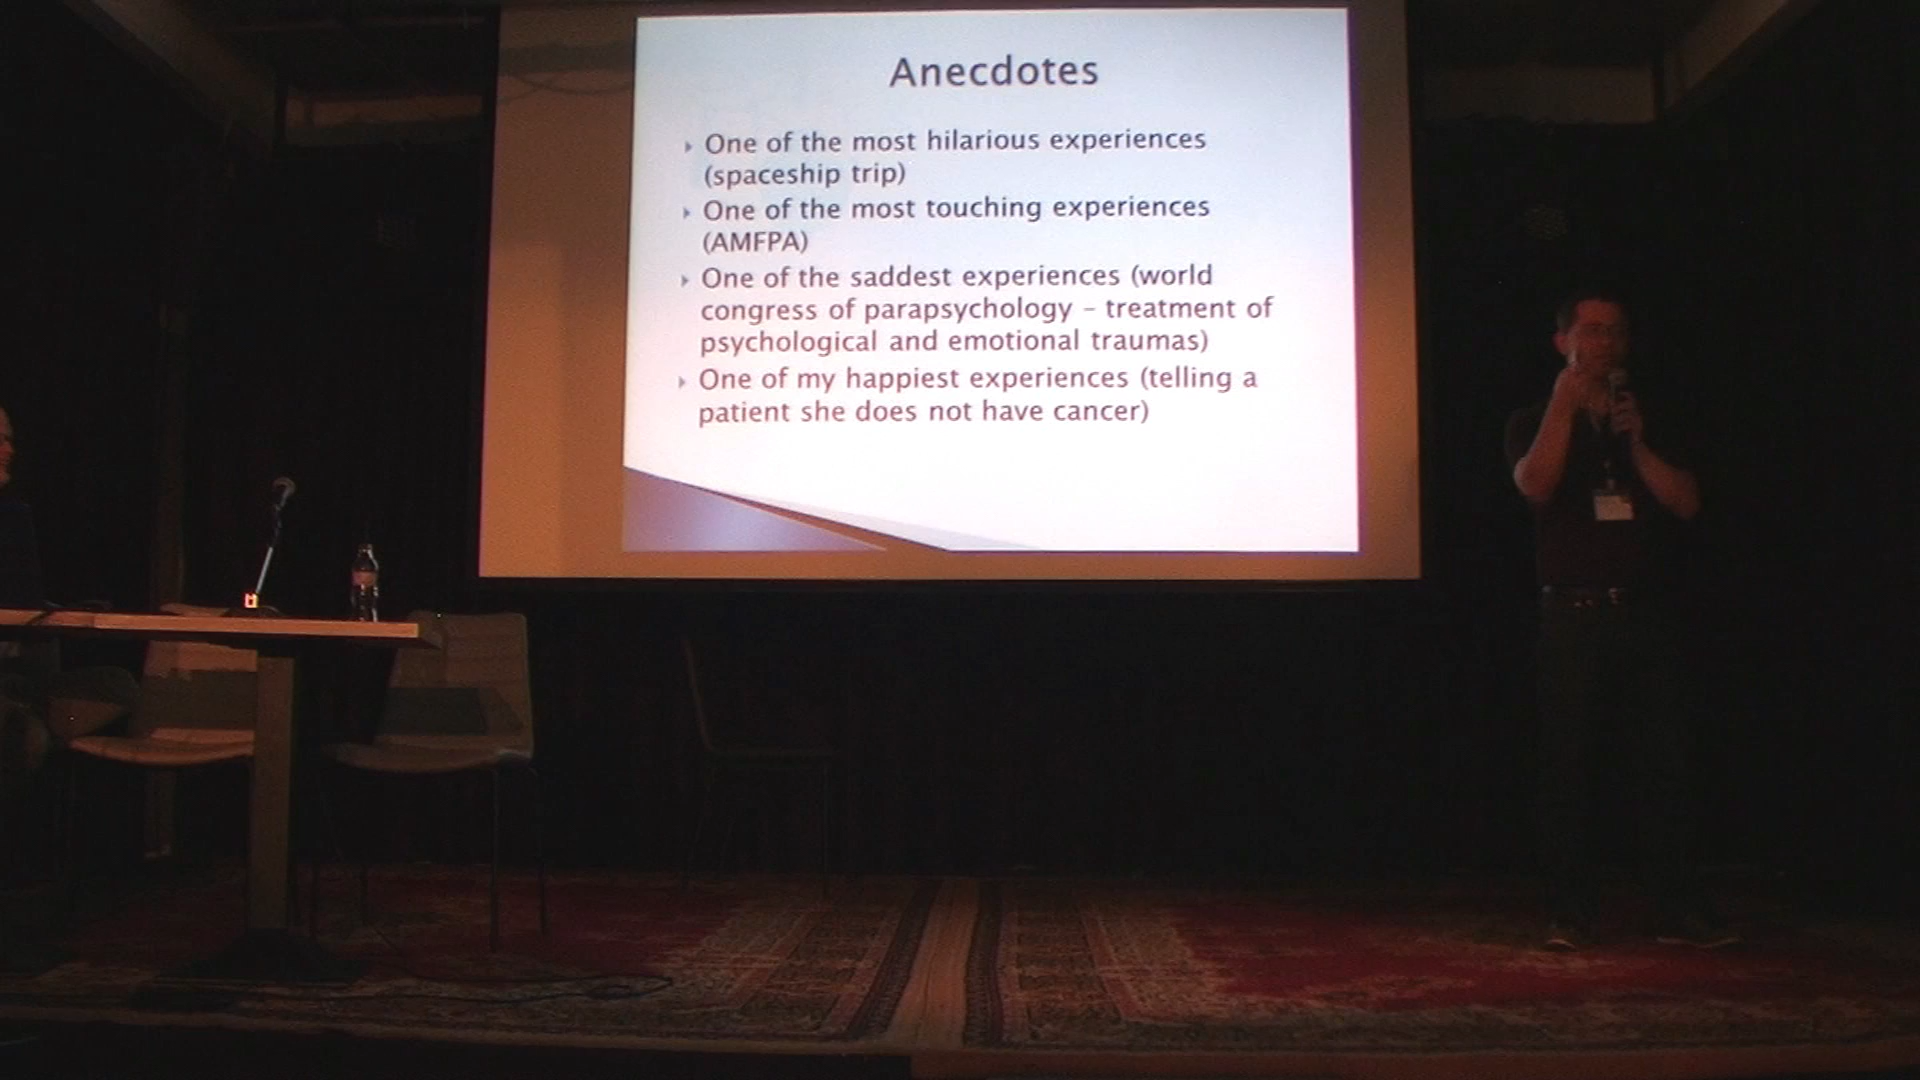 Anecdotes
One of the most hilarious experiences
(spaceship trip)
One of the most touching experiences
(AMFPA)
One of the saddest experiences (world
congress of parapsychology – treatment of
psychological and emotional traumas)
One of my happiest experiences (telling a
patient she does not have cancer)